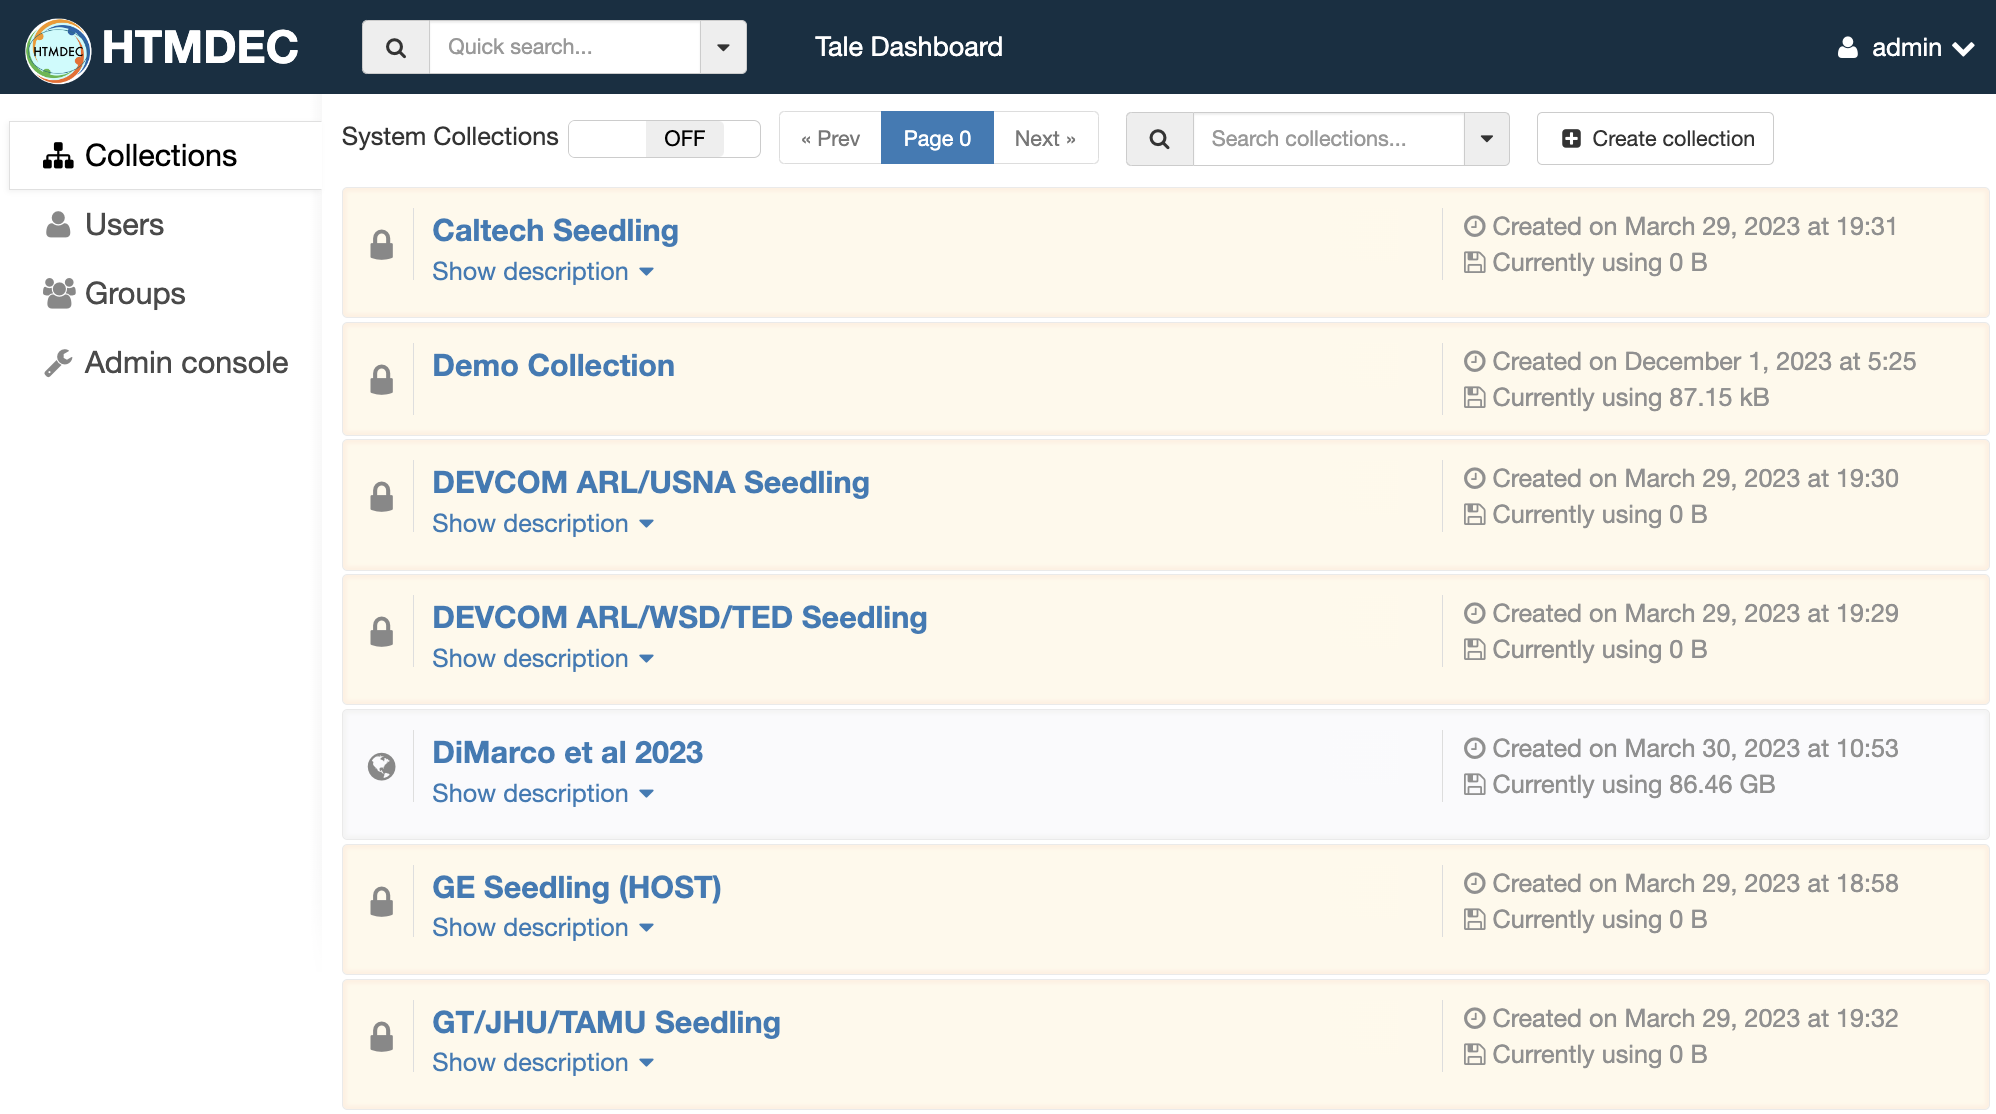 HTMDEC HTMDEC Quick search... Tale Dashboard admin
System Collections OFF « Prev Page 0 Next » Search collections... Create collection
Collections
Users
Groups
Admin console
Caltech Seedling
Show description
Created on March 29, 2023 at 19:31
Currently using 0 B
Demo Collection
Created on December 1, 2023 at 5:25
Currently using 87.15 kB
DEVCOM ARL/USNA Seedling
Show description
Created on March 29, 2023 at 19:30
Currently using 0 B
DEVCOM ARL/WSD/TED Seedling
Show description
Created on March 29, 2023 at 19:29
Currently using 0 B
DiMarco et al 2023
Show description
Created on March 30, 2023 at 10:53
Currently using 86.46 GB
GE Seedling (HOST)
Show description
Created on March 29, 2023 at 18:58
Currently using 0 B
GT/JHU/TAMU Seedling
Show description
Created on March 29, 2023 at 19:32
Currently using 0 B